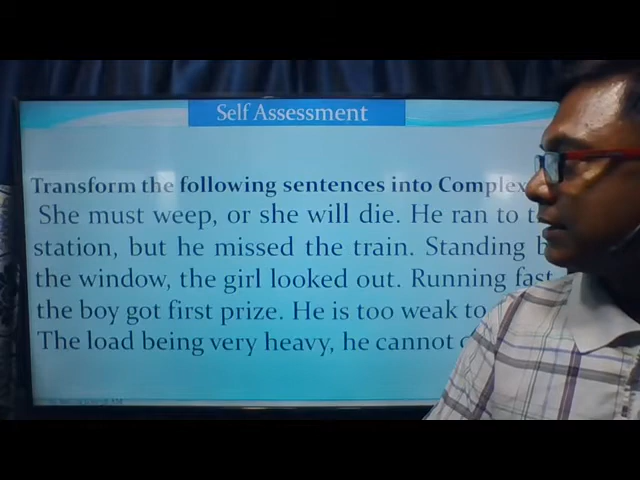 Self Assessment
Transform the following sentences into Complex
She must weep, or she will die. He ran to
station, but he missed the train. Standing
the window, the girl looked out. Running fast
the boy got first prize. He is too weak to
The load being very heavy, he cannot